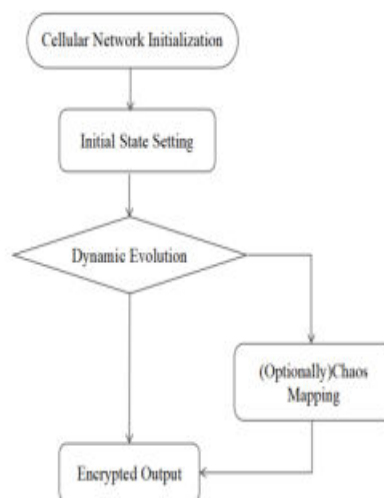 Cellular Network Initialization
Initial State Setting
Dynamic Evolution
(Optionally)Chaos
Mapping
Encrypted Output